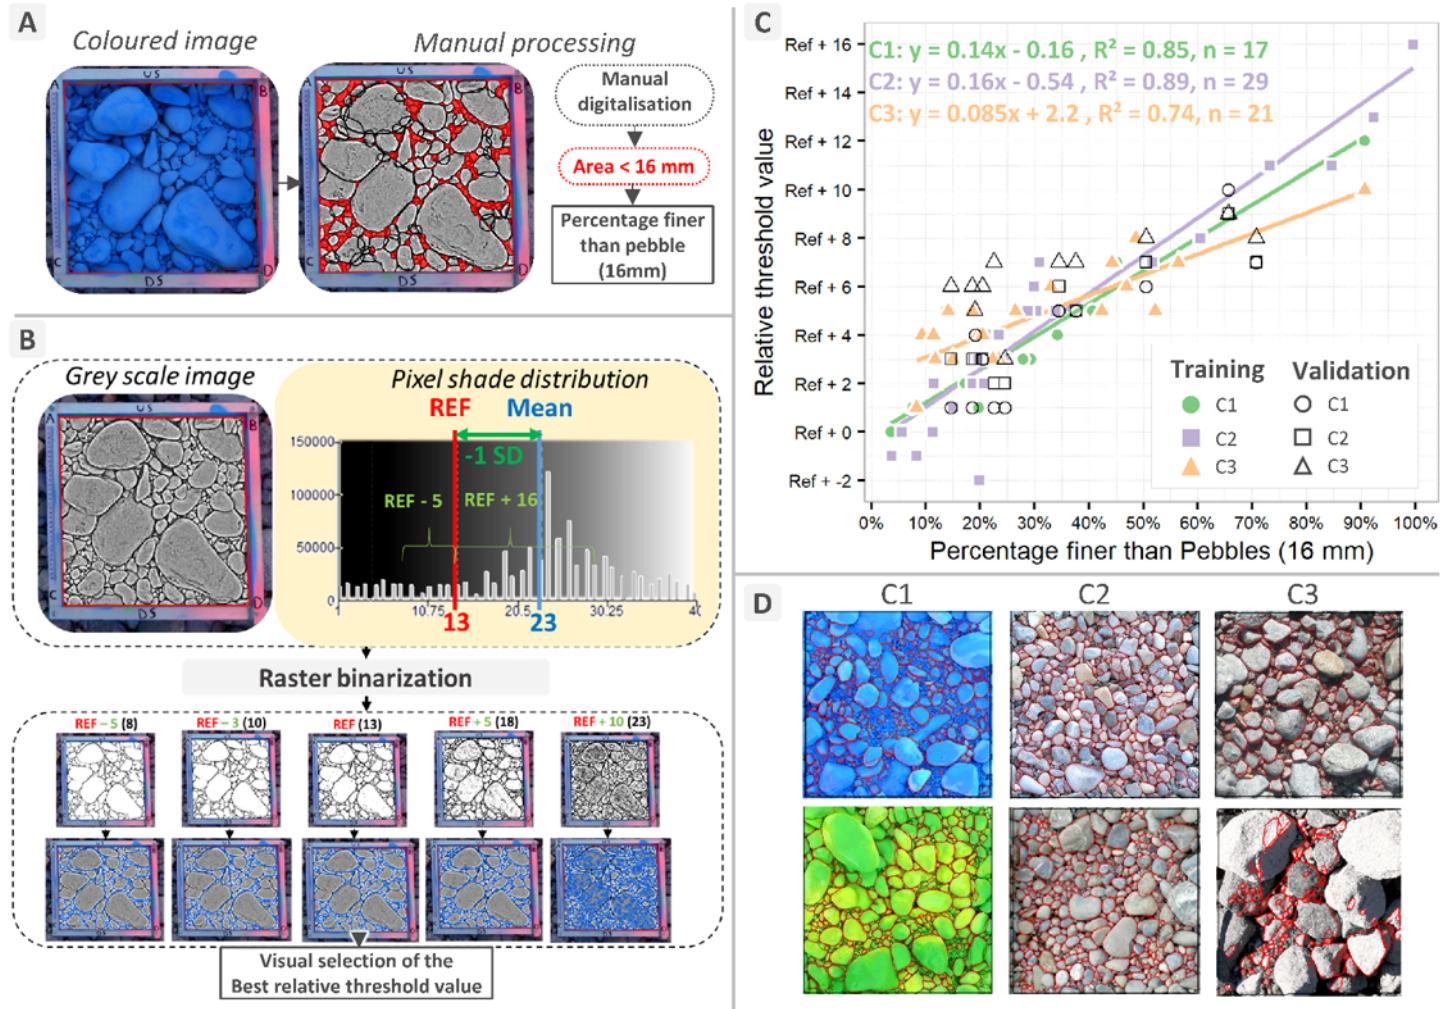 A
Coloured image
Manual processing
U S
A
B
C
D
D S
Manual
digitalisation
Area < 16 mm
Percentage finer
than pebble
(16mm)
B
Grey scale image
Pixel shade distribution
REF
Mean
-1 SD
REF - 5
REF + 16
150000
100000
50000
0
10.75
20.5
30.25
13
23
Raster binarization
REF – 5 (8)
REF – 3 (10)
REF (13)
REF + 5 (18)
REF + 10 (23)
Visual selection of the
Best relative threshold value
C
C1: y = 0.14x - 0.16 , R² = 0.85, n = 17
C2: y = 0.16x - 0.54 , R² = 0.89, n = 29
C3: y = 0.085x + 2.2 , R² = 0.74, n = 21
Relative threshold value
Ref + 16
Ref + 14
Ref + 12
Ref + 10
Ref + 8
Ref + 6
Ref + 4
Ref + 2
Ref + 0
Ref + -2
Training
Validation
C1
C1
C2
C2
C3
C3
0% 10% 20% 30% 40% 50% 60% 70% 80% 90% 100%
Percentage finer than Pebbles (16 mm)
D
C1
C2
C3